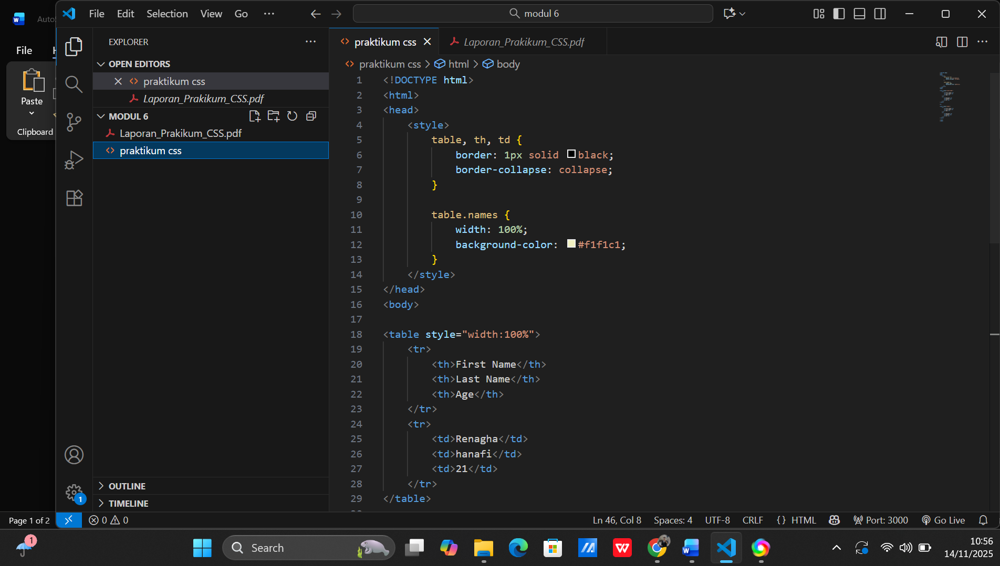 Auto
File Edit Selection View Go ···
modul 6
File
Paste
Clipboard
EXPLORER
OPEN EDITORS
praktikum css
Laporan_Prakikum_CSS.pdf
MODUL 6
Laporan_Prakikum_CSS.pdf
praktikum css
OUTLINE
TIMELINE
praktikum css
Laporan_Prakikum_CSS.pdf
praktikum css > html > body
1 <!DOCTYPE html>
2 <html>
3 <head>
4 <style>
5 table, th, td {
6 border: 1px solid black;
7 border-collapse: collapse;
8 }
9
10 table.names {
11 width: 100%;
12 background-color: #f1f1c1;
13 }
14 </style>
15 </head>
16 <body>
17
18 <table style="width:100%">
19 <tr>
20 <th>First Name</th>
21 <th>Last Name</th>
22 <th>Age</th>
23 </tr>
24 <tr>
25 <td>Renagha</td>
26 <td>hanafi</td>
27 <td>21</td>
28 </tr>
29 </table>
1
Page 1 of 2
0 0
Ln 46, Col 8 Spaces: 4 UTF-8 CRLF {} HTML Port: 3000 Go Live
1
Search
10:56
14/11/2025